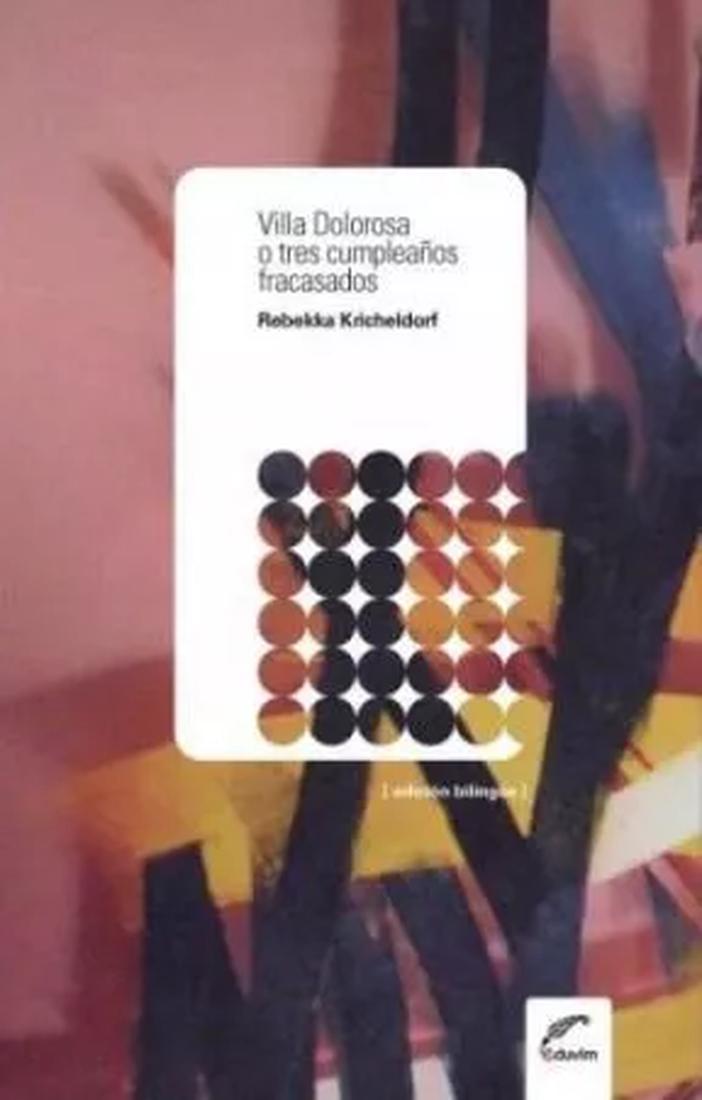 Villa Dolorosa
o tres cumpleaños
fracasados
Rebekka Kricheldorf
[ edición bilingüe ]
Eduvim